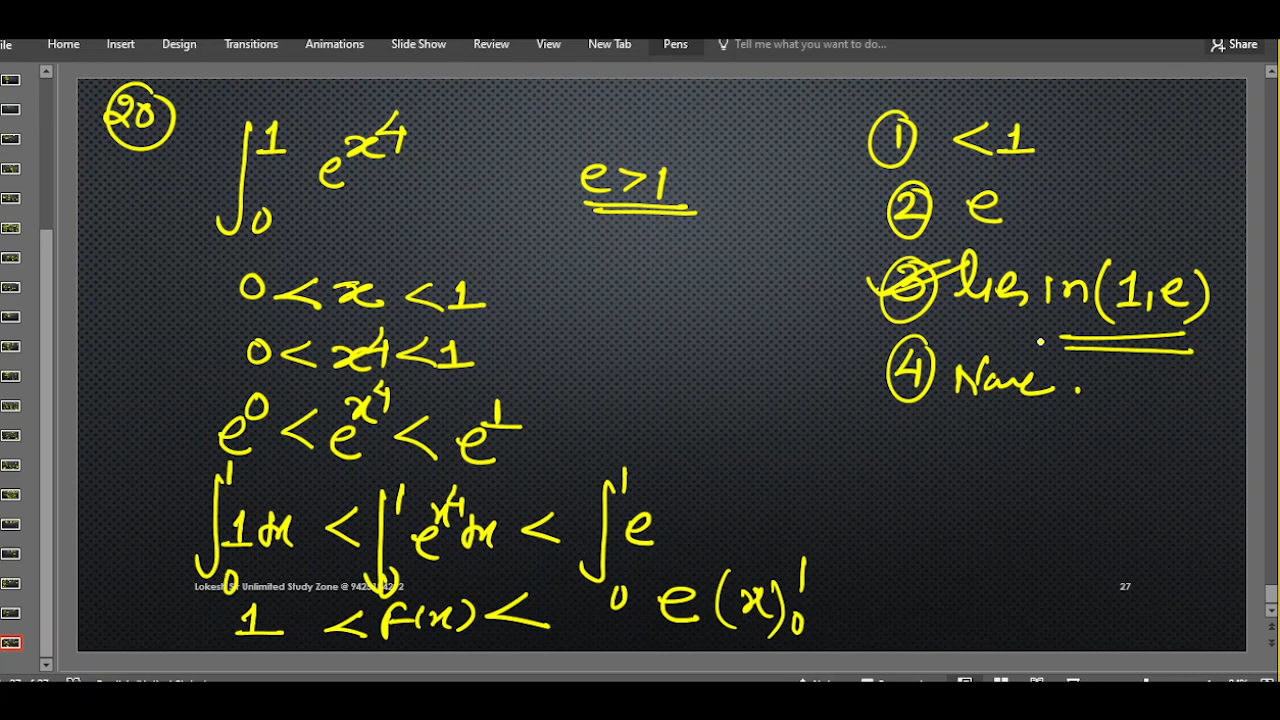 File Home Insert Design Transitions Animations Slide Show Review View New Tab Pens Tell me what you want to do... Share
20
∫₀¹ e^{x⁴}
e > 1
① < 1
② e
③ lies in (1, e)
④ None.
0 < x < 1
0 < x⁴ < 1
e⁰ < e^{x⁴} < e¹
∫₀¹ 1 dx < ∫₀¹ e^{x⁴} dx < ∫₀¹ e
27
1 < f(x) < e(x)₀¹